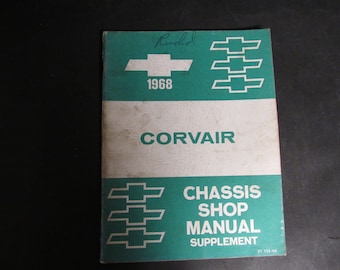 1968
CORVAIR
CHASSIS
SHOP
MANUAL
SUPPLEMENT